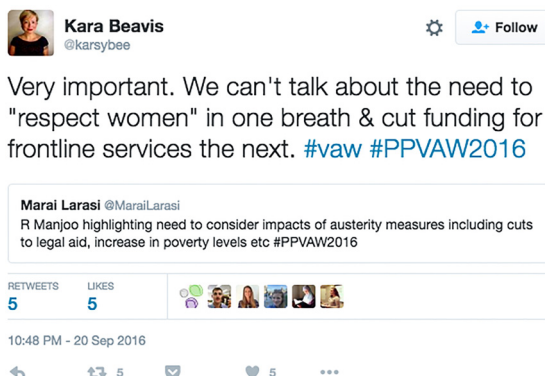 Kara Beavis
@karsybee
Follow
Very important. We can't talk about the need to
"respect women" in one breath & cut funding for
frontline services the next. #vaw #PPVAW2016
Marai Larasi @MaraiLarasi
R Manjoo highlighting need to consider impacts of austerity measures including cuts
to legal aid, increase in poverty levels etc #PPVAW2016
RETWEETS LIKES
5 5
10:48 PM - 20 Sep 2016
5 5